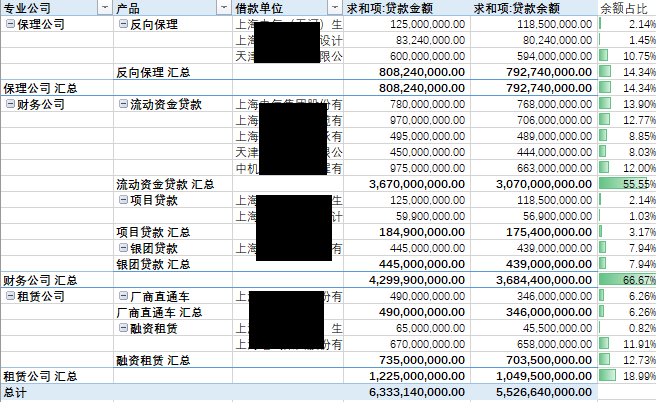 专业公司 产品 借款单位 求和项:贷款金额 求和项:贷款余额 余额占比
保理公司 反向保理 上海 生 125,000,000.00 118,500,000.00 2.14%
上海 设计 83,240,000.00 80,240,000.00 1.45%
天津 限公 600,000,000.00 594,000,000.00 10.75%
反向保理 汇总 808,240,000.00 792,740,000.00 14.34%
保理公司 汇总 808,240,000.00 792,740,000.00 14.34%
财务公司 流动资金贷款 上海 有 780,000,000.00 768,000,000.00 13.90%
上海 有 970,000,000.00 706,000,000.00 12.77%
上海 有 495,000,000.00 489,000,000.00 8.85%
天津 限公 450,000,000.00 444,000,000.00 8.03%
中机 有 975,000,000.00 663,000,000.00 12.00%
流动资金贷款 汇总 3,670,000,000.00 3,070,000,000.00 55.55%
项目贷款 上海 生 125,000,000.00 118,500,000.00 2.14%
上海 计 59,900,000.00 56,900,000.00 1.03%
项目贷款 汇总 184,900,000.00 175,400,000.00 3.17%
银团贷款 上海 有 445,000,000.00 439,000,000.00 7.94%
银团贷款 汇总 445,000,000.00 439,000,000.00 7.94%
财务公司 汇总 4,299,900,000.00 3,684,400,000.00 66.67%
租赁公司 厂商直通车 上 份有 490,000,000.00 346,000,000.00 6.26%
厂商直通车 汇总 490,000,000.00 346,000,000.00 6.26%
融资租赁 上海 生 65,000,000.00 45,500,000.00 0.82%
上海 份有 670,000,000.00 658,000,000.00 11.91%
融资租赁 汇总 735,000,000.00 703,500,000.00 12.73%
租赁公司 汇总 1,225,000,000.00 1,049,500,000.00 18.99%
总计 6,333,140,000.00 5,526,640,000.00